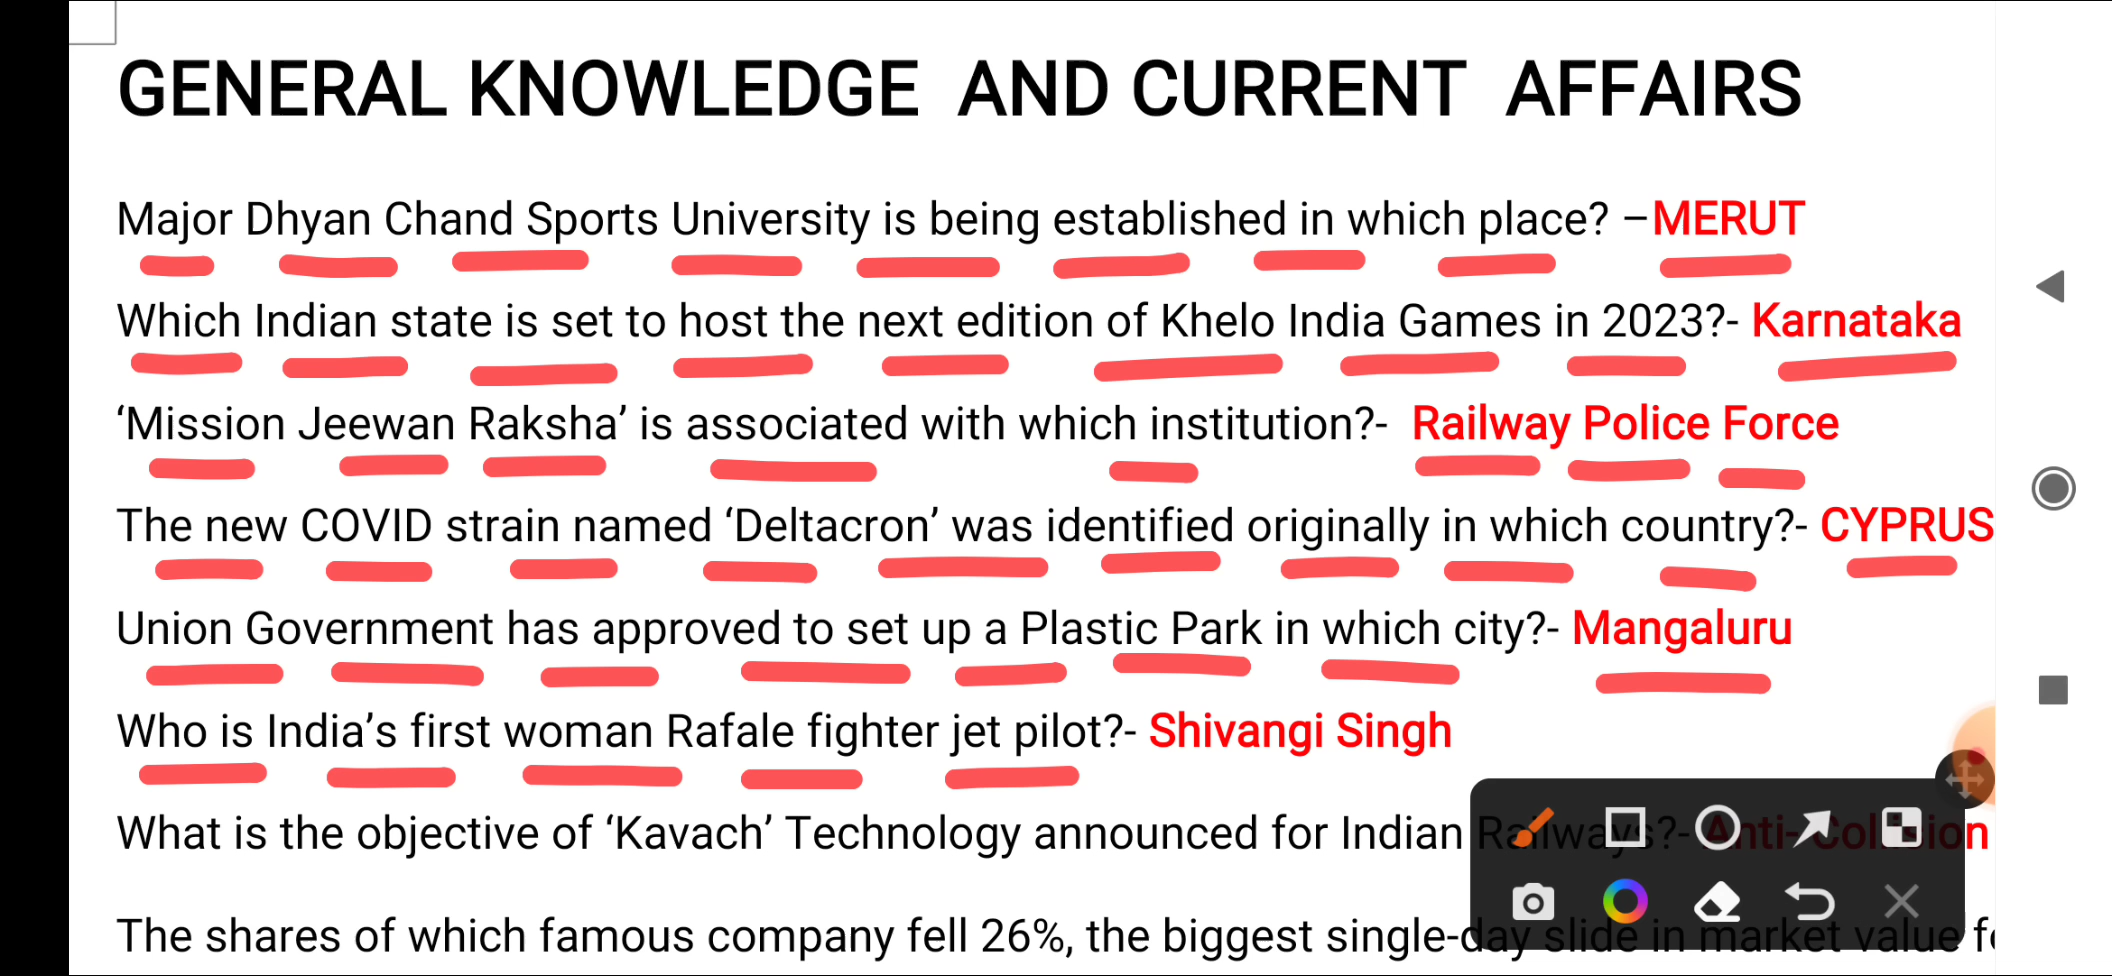 GENERAL KNOWLEDGE AND CURRENT AFFAIRS
Major Dhyan Chand Sports University is being established in which place? –MERUT
Which Indian state is set to host the next edition of Khelo India Games in 2023?- Karnataka
‘Mission Jeewan Raksha’ is associated with which institution?- Railway Police Force
The new COVID strain named ‘Deltacron’ was identified originally in which country?- CYPRUS
Union Government has approved to set up a Plastic Park in which city?- Mangaluru
Who is India’s first woman Rafale fighter jet pilot?- Shivangi Singh
What is the objective of ‘Kavach’ Technology announced for Indian Railways?- Anti- Collision
The shares of which famous company fell 26%, the biggest single-day slide in market value